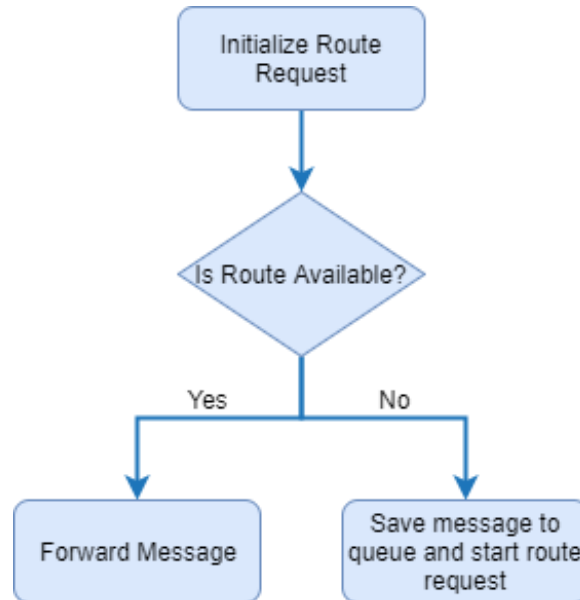 Initialize Route
Request
Is Route Available?
Yes
No
Forward Message
Save message to
queue and start route
request